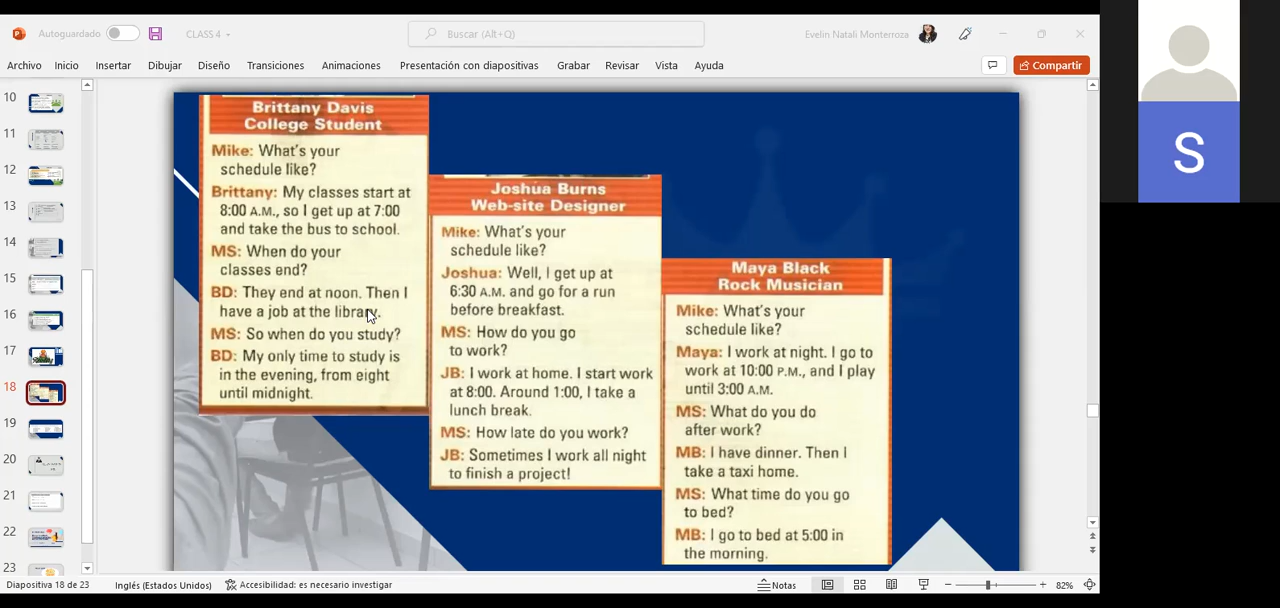 Autoguardado
CLASS 4
Buscar (Alt+Q)
Evelin Natali Monterroza
Archivo Inicio Insertar Dibujar Diseño Transiciones Animaciones Presentación con diapositivas Grabar Revisar Vista Ayuda
Compartir
10
11
12
13
14
15
16
17
18
19
20
21
22
23
Brittany Davis
College Student
Mike: What's your
schedule like?
Brittany: My classes start at
8:00 A.M., so I get up at 7:00
and take the bus to school.
MS: When do your
classes end?
BD: They end at noon. Then I
have a job at the library.
MS: So when do you study?
BD: My only time to study is
in the evening, from eight
until midnight.
Joshua Burns
Web-site Designer
Mike: What's your
schedule like?
Joshua: Well, I get up at
6:30 A.M. and go for a run
before breakfast.
MS: How do you go
to work?
JB: I work at home. I start work
at 8:00. Around 1:00, I take a
lunch break.
MS: How late do you work?
JB: Sometimes I work all night
to finish a project!
Maya Black
Rock Musician
Mike: What's your
schedule like?
Maya: I work at night. I go to
work at 10:00 P.M., and I play
until 3:00 A.M.
MS: What do you do
after work?
MB: I have dinner. Then I
take a taxi home.
MS: What time do you go
to bed?
MB: I go to bed at 5:00 in
the morning.
S
Diapositiva 18 de 23 Inglés (Estados Unidos) Accesibilidad: es necesario investigar Notas 82%